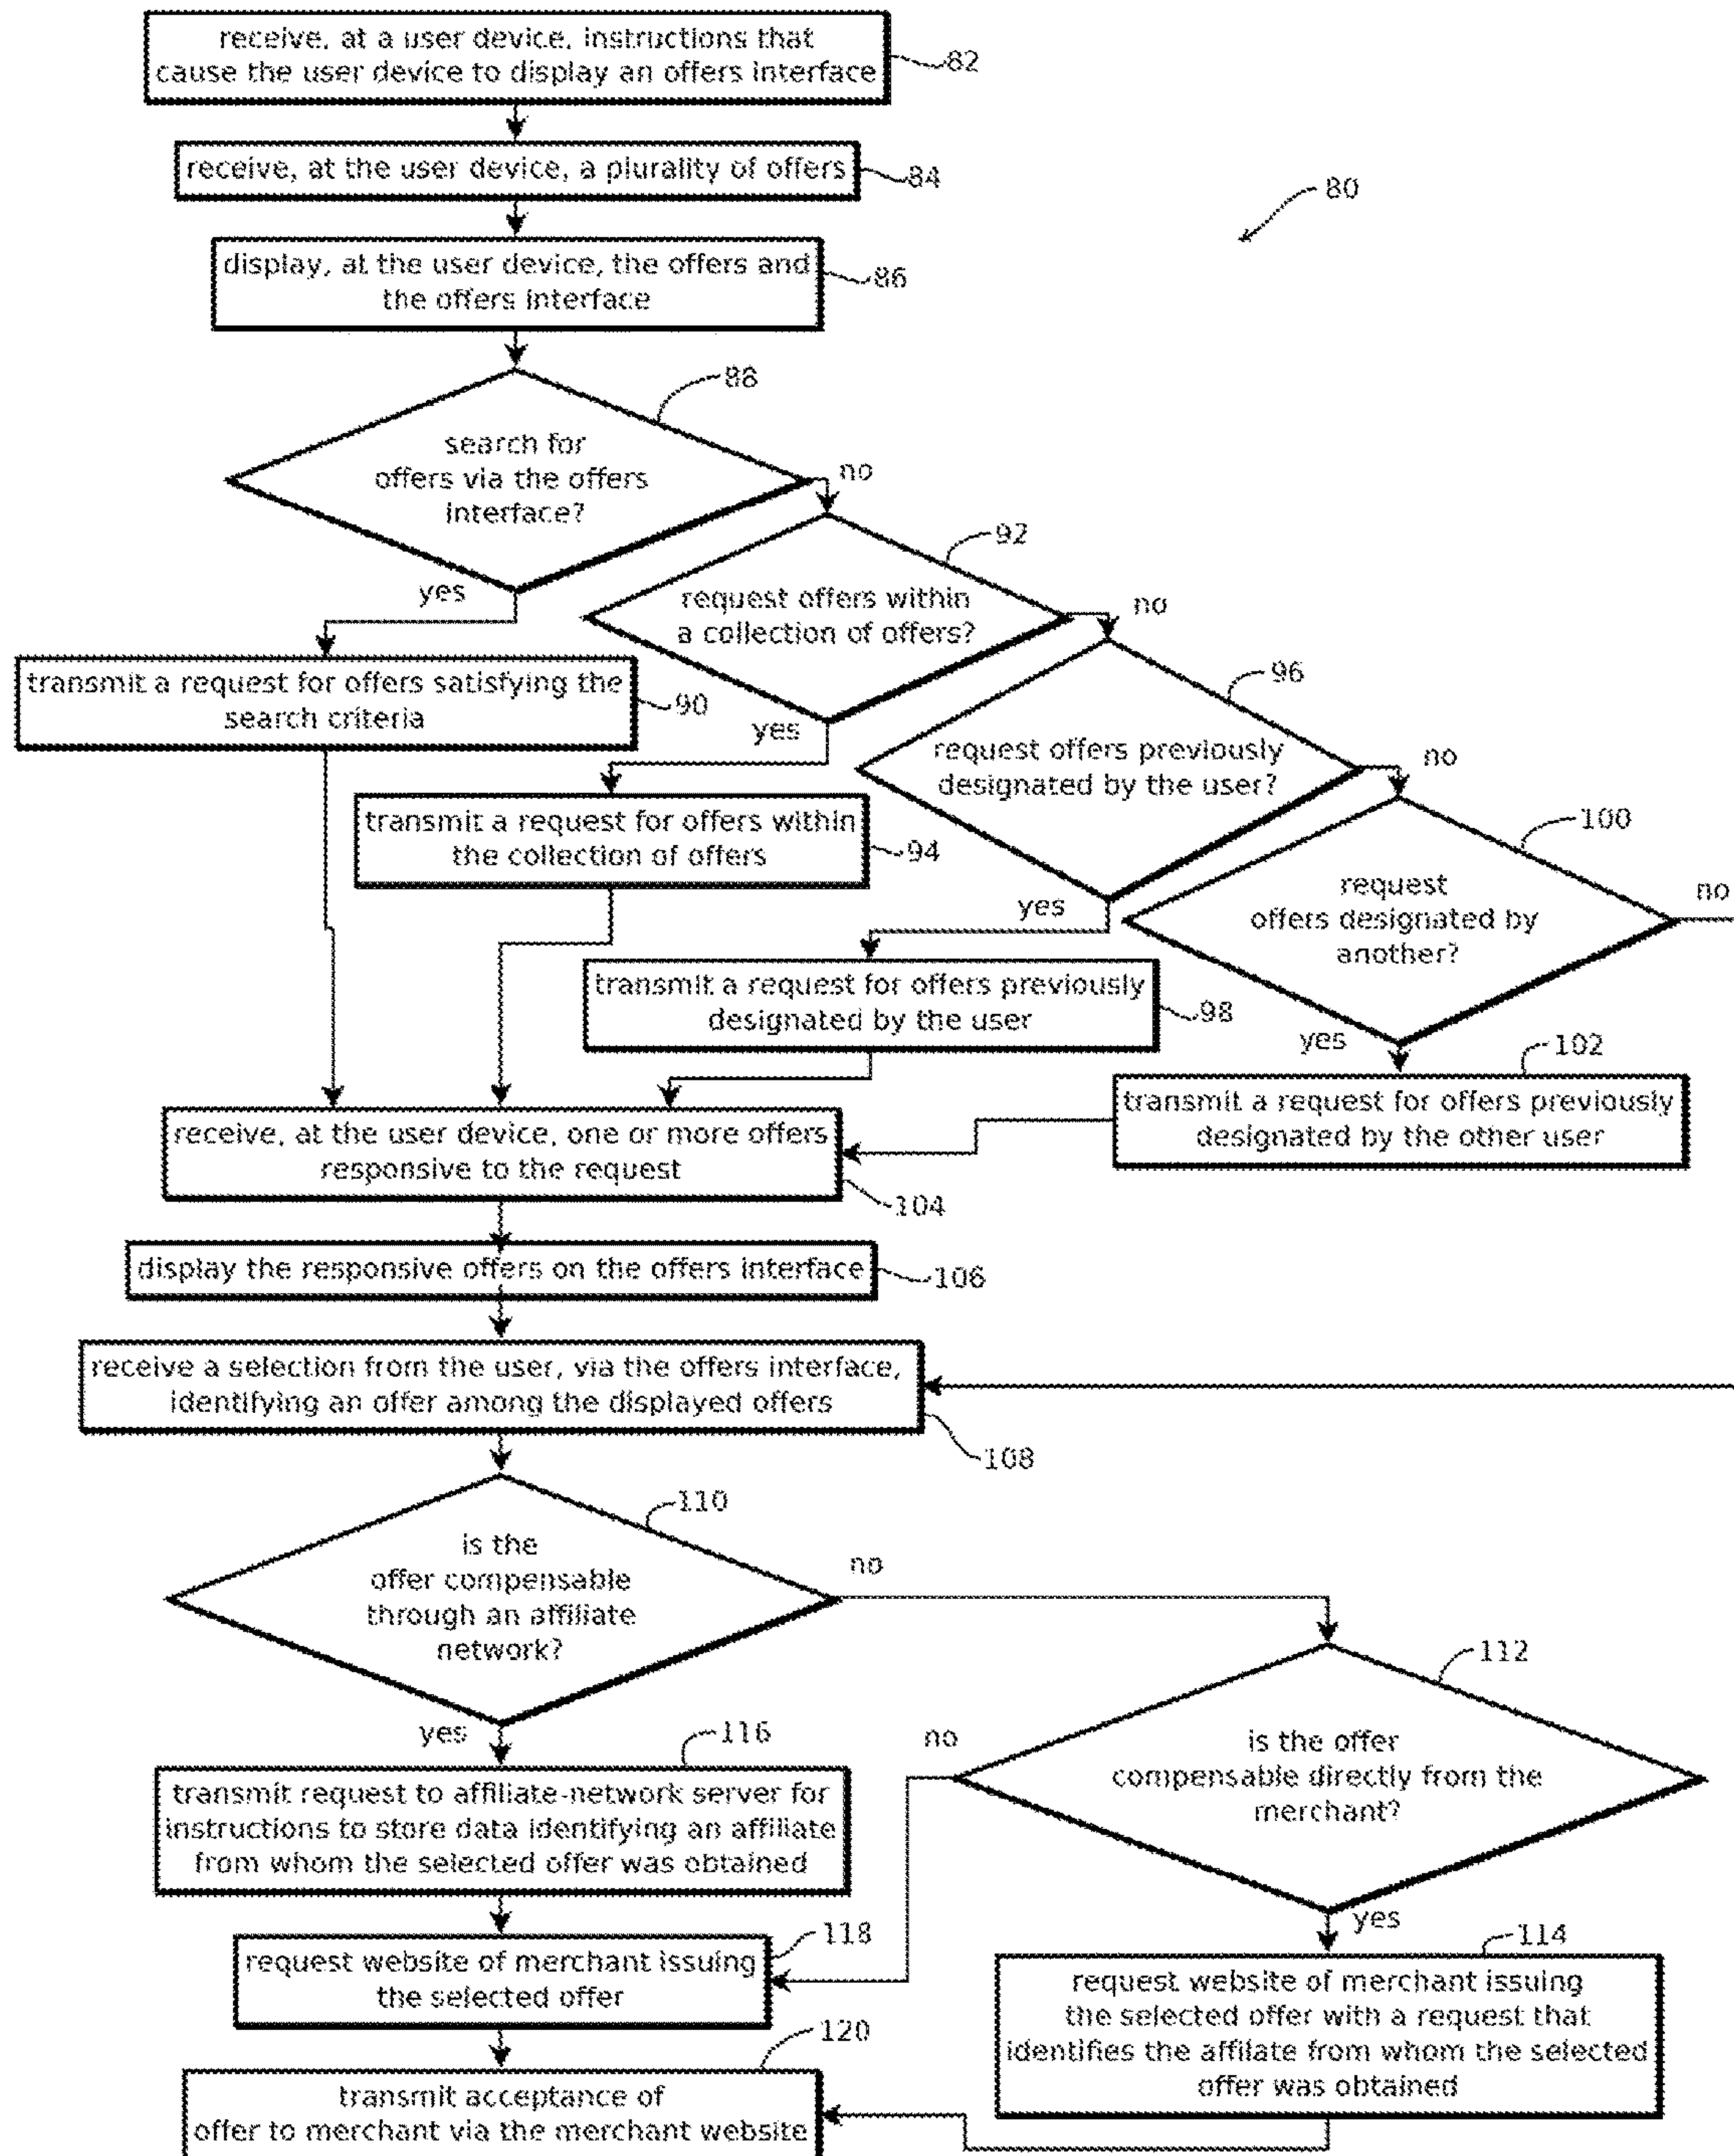 receive, at a user device, instructions that
cause the user device to display an offers interface
82
receive, at the user device, a plurality of offers
84
80
display, at the user device, the offers and
the offers interface
86
88
search for
offers via the offers
interface?
no
yes
92
request offers within
a collection of offers?
no
yes
transmit a request for offers satisfying the
search criteria
90
96
request offers previously
designated by the user?
no
yes
transmit a request for offers within
the collection of offers
94
100
request
offers designated by
another?
no
yes
transmit a request for offers previously
designated by the user
98
102
transmit a request for offers previously
designated by the other user
receive, at the user device, one or more offers
responsive to the request
104
display the responsive offers on the offers interface
106
receive a selection from the user, via the offers interface,
identifying an offer among the displayed offers
108
110
is the
offer compensable
through an affiliate
network?
no
yes
112
is the offer
compensable directly from the
merchant?
no
yes
116
transmit request to affiliate-network server for
instructions to store data identifying an affiliate
from whom the selected offer was obtained
118
request website of merchant issuing
the selected offer
114
request website of merchant issuing
the selected offer with a request that
identifies the affilate from whom the selected
offer was obtained
120
transmit acceptance of
offer to merchant via the merchant website